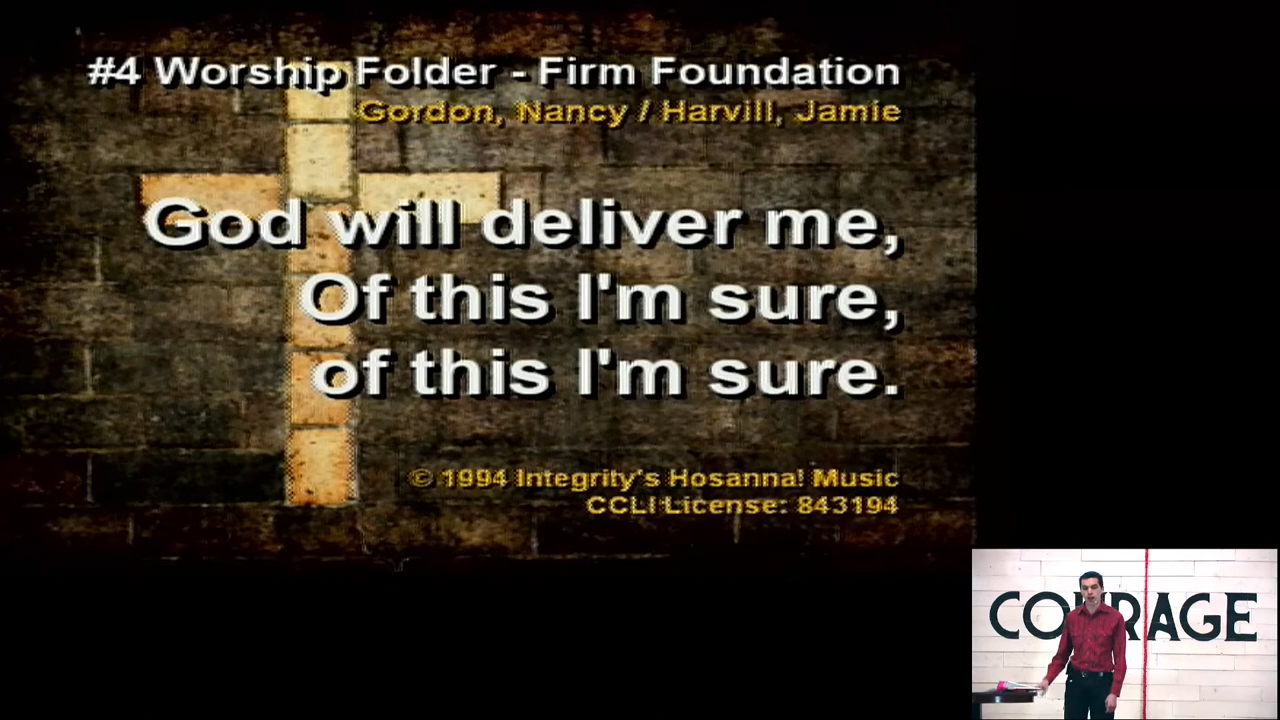 #4 Worship Folder - Firm Foundation
Gordon, Nancy / Harvill, Jamie
God will deliver me,
Of this I'm sure,
of this I'm sure.
© 1994 Integrity's Hosanna! Music
CCLI License: 843194
COURAGE